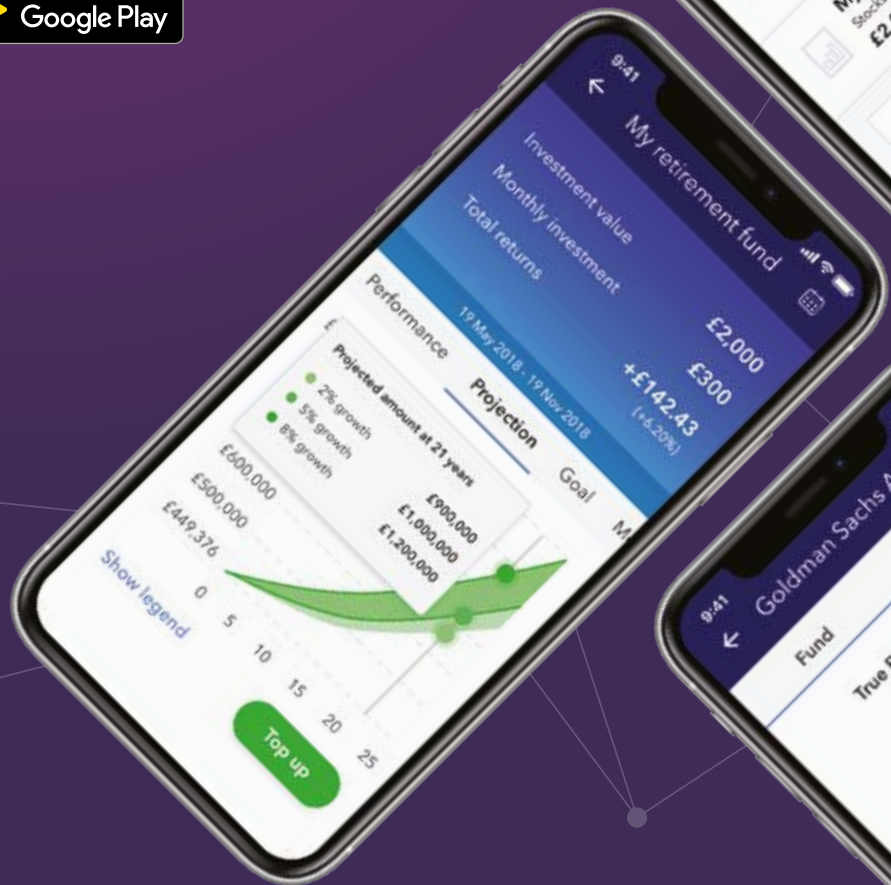 Google Play
9:41
My retirement fund
Investment value £2,000
Monthly investment £300
Total returns +£142.43
(+6.20%)
19 May 2018 - 19 Nov 2018
Performance Projection Goal
£
Projected amount at 21 years
2% growth £900,000
5% growth £1,000,000
8% growth £1,200,000
£600,000
£500,000
£449,376
0 5 10 15 20 25
Show legend
Top up
Stock
£2
9:41
Goldman Sachs
Fund
True